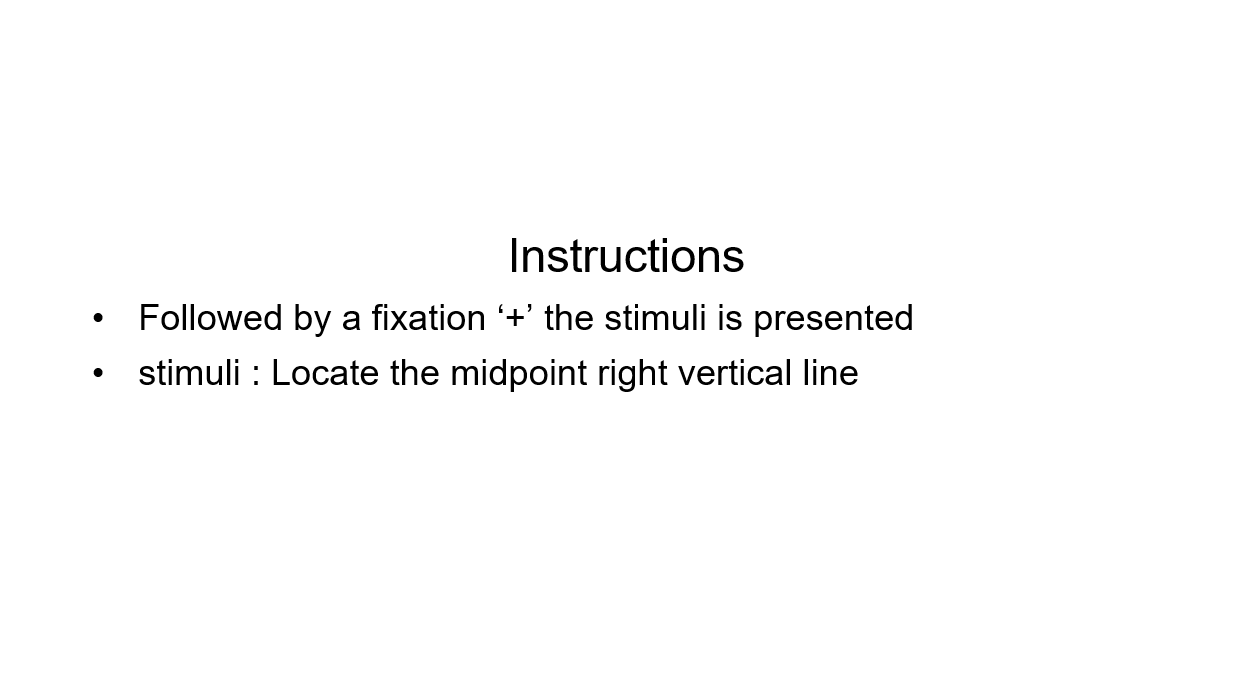 Instructions
• Followed by a fixation ‘+’ the stimuli is presented
• stimuli : Locate the midpoint right vertical line